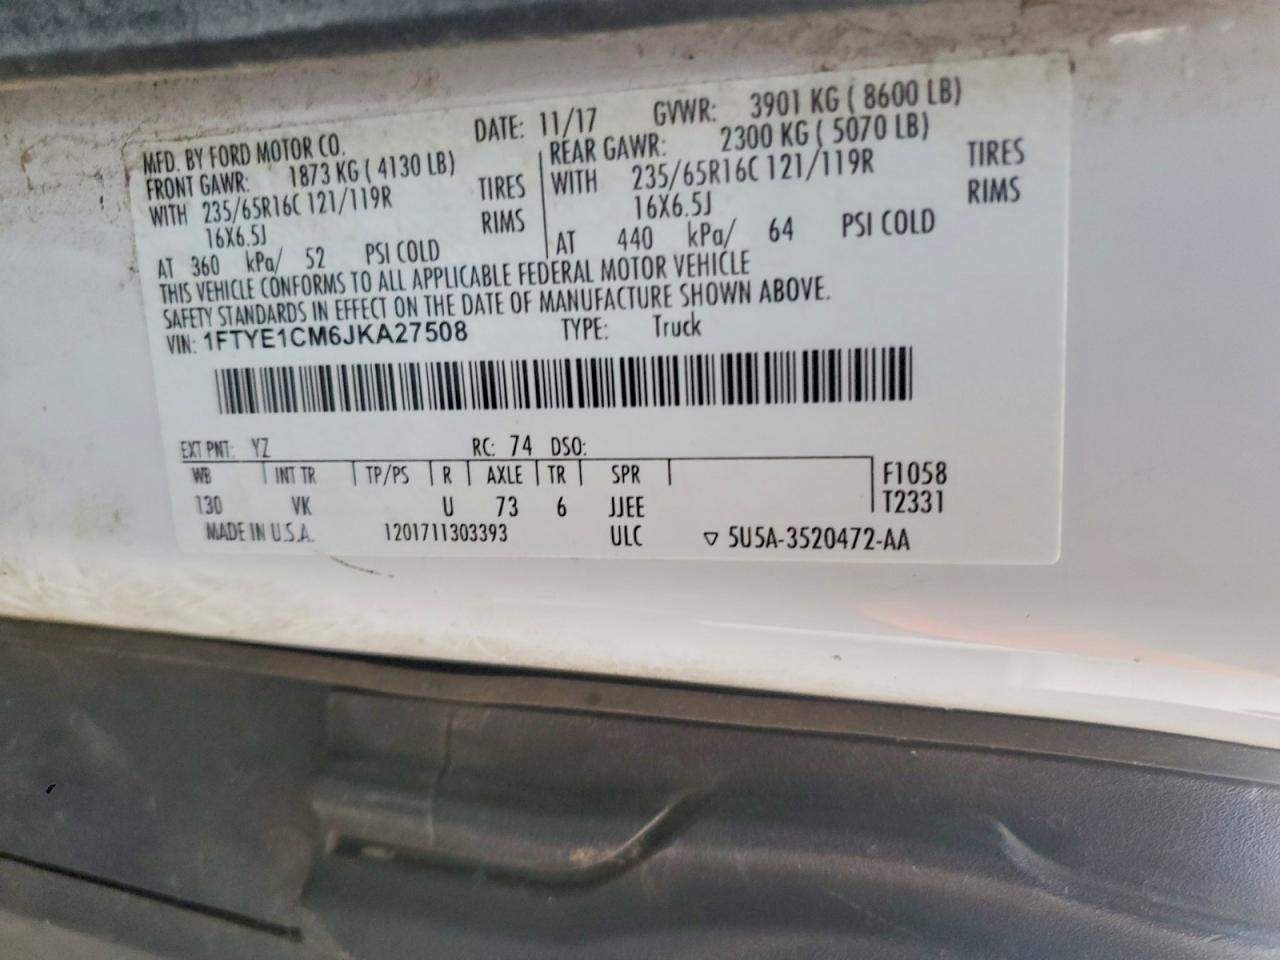 MFD. BY FORD MOTOR CO. DATE: 11/17 GVWR: 3901 KG ( 8600 LB)
FRONT GAWR: 1873 KG ( 4130 LB) REAR GAWR: 2300 KG ( 5070 LB)
WITH 235/65R16C 121/119R TIRES WITH 235/65R16C 121/119R TIRES
16X6.5J RIMS 16X6.5J RIMS
AT 360 kPa/ 52 PSI COLD AT 440 kPa/ 64 PSI COLD
THIS VEHICLE CONFORMS TO ALL APPLICABLE FEDERAL MOTOR VEHICLE
SAFETY STANDARDS IN EFFECT ON THE DATE OF MANUFACTURE SHOWN ABOVE.
VIN: 1FTYE1CM6JKA27508 TYPE: Truck
EXT PNT: YZ RC: 74 DSO:
WB INT TR TP/PS R AXLE TR SPR F1058
130 VK U 73 6 JJEE T2331
MADE IN U.S.A. 1201711303393 ULC ▽ 5U5A-3520472-AA